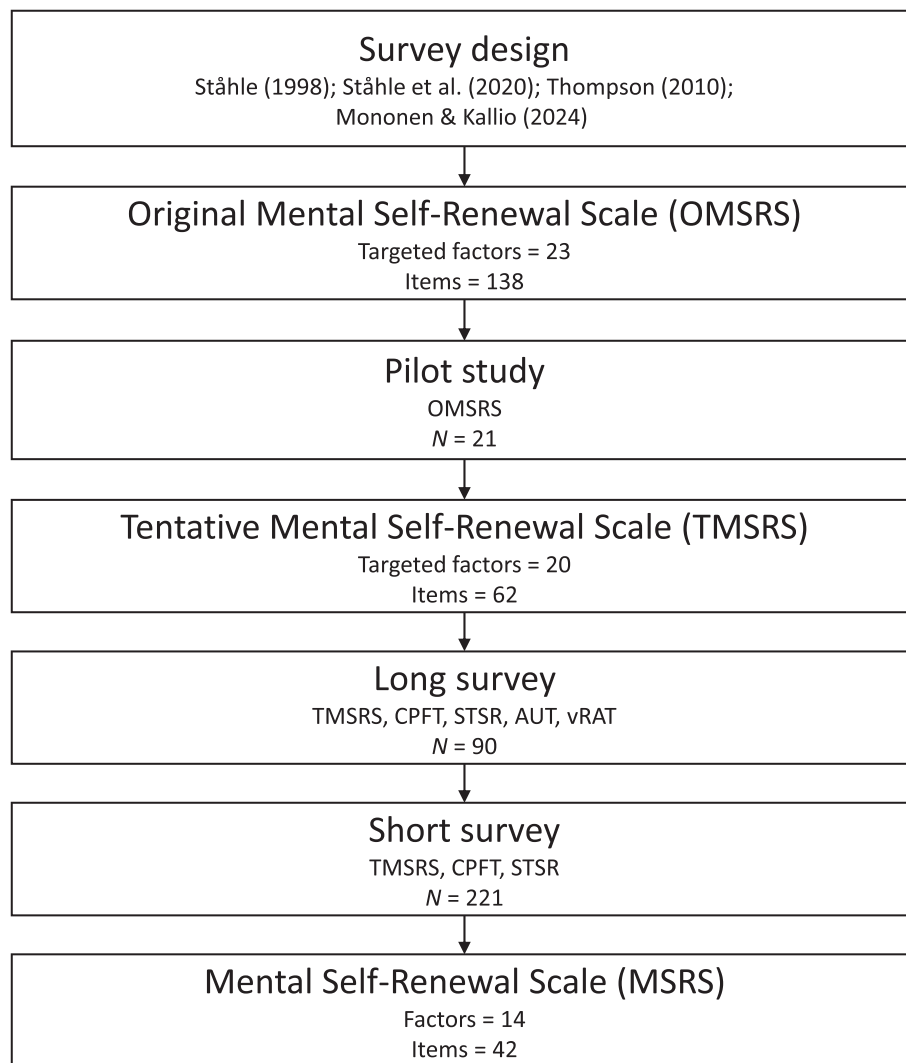 Survey design
Ståhle (1998); Ståhle et al. (2020); Thompson (2010);
Mononen & Kallio (2024)
Original Mental Self-Renewal Scale (OMSRS)
Targeted factors = 23
Items = 138
Pilot study
OMSRS
N = 21
Tentative Mental Self-Renewal Scale (TMSRS)
Targeted factors = 20
Items = 62
Long survey
TMSRS, CPFT, STSR, AUT, vRAT
N = 90
Short survey
TMSRS, CPFT, STSR
N = 221
Mental Self-Renewal Scale (MSRS)
Factors = 14
Items = 42